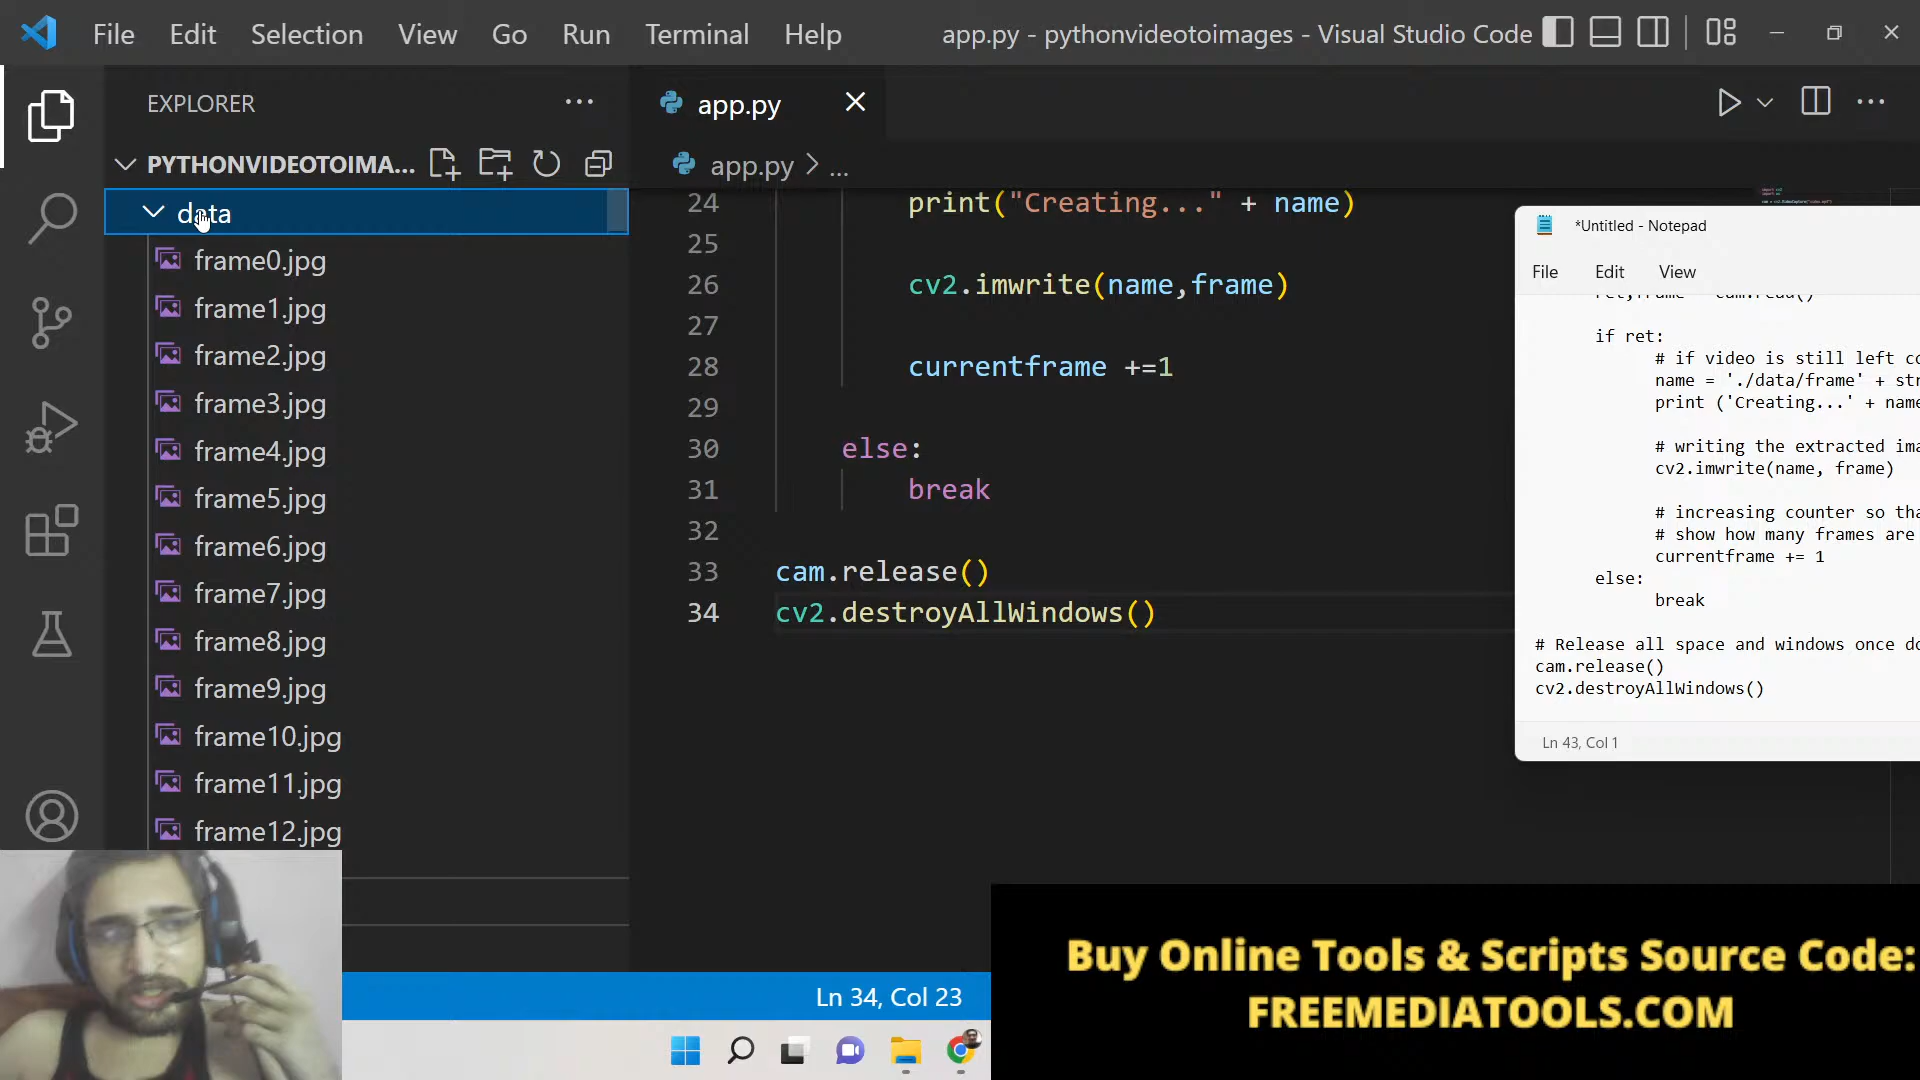 File Edit Selection View Go Run Terminal Help
app.py - pythonvideotoimages - Visual Studio Code
EXPLORER
PYTHONVIDEOTOIMA...
data
frame0.jpg
frame1.jpg
frame2.jpg
frame3.jpg
frame4.jpg
frame5.jpg
frame6.jpg
frame7.jpg
frame8.jpg
frame9.jpg
frame10.jpg
frame11.jpg
frame12.jpg
app.py
app.py > ...
24 print("Creating..." + name)
25
26 cv2.imwrite(name,frame)
27
28 currentframe +=1
29
30 else:
31 break
32
33 cam.release()
34 cv2.destroyAllWindows()
*Untitled - Notepad
File Edit View
if ret:
# if video is still left
name = './data/frame' +
print ('Creating...' +
# writing the extracted
cv2.imwrite(name, frame)
# increasing counter so
# show how many frames are
currentframe += 1
else:
break
# Release all space and windows once
cam.release()
cv2.destroyAllWindows()
Ln 43, Col 1
Ln 34, Col 23
Buy Online Tools & Scripts Source Code:
FREEMEDIATOOLS.COM